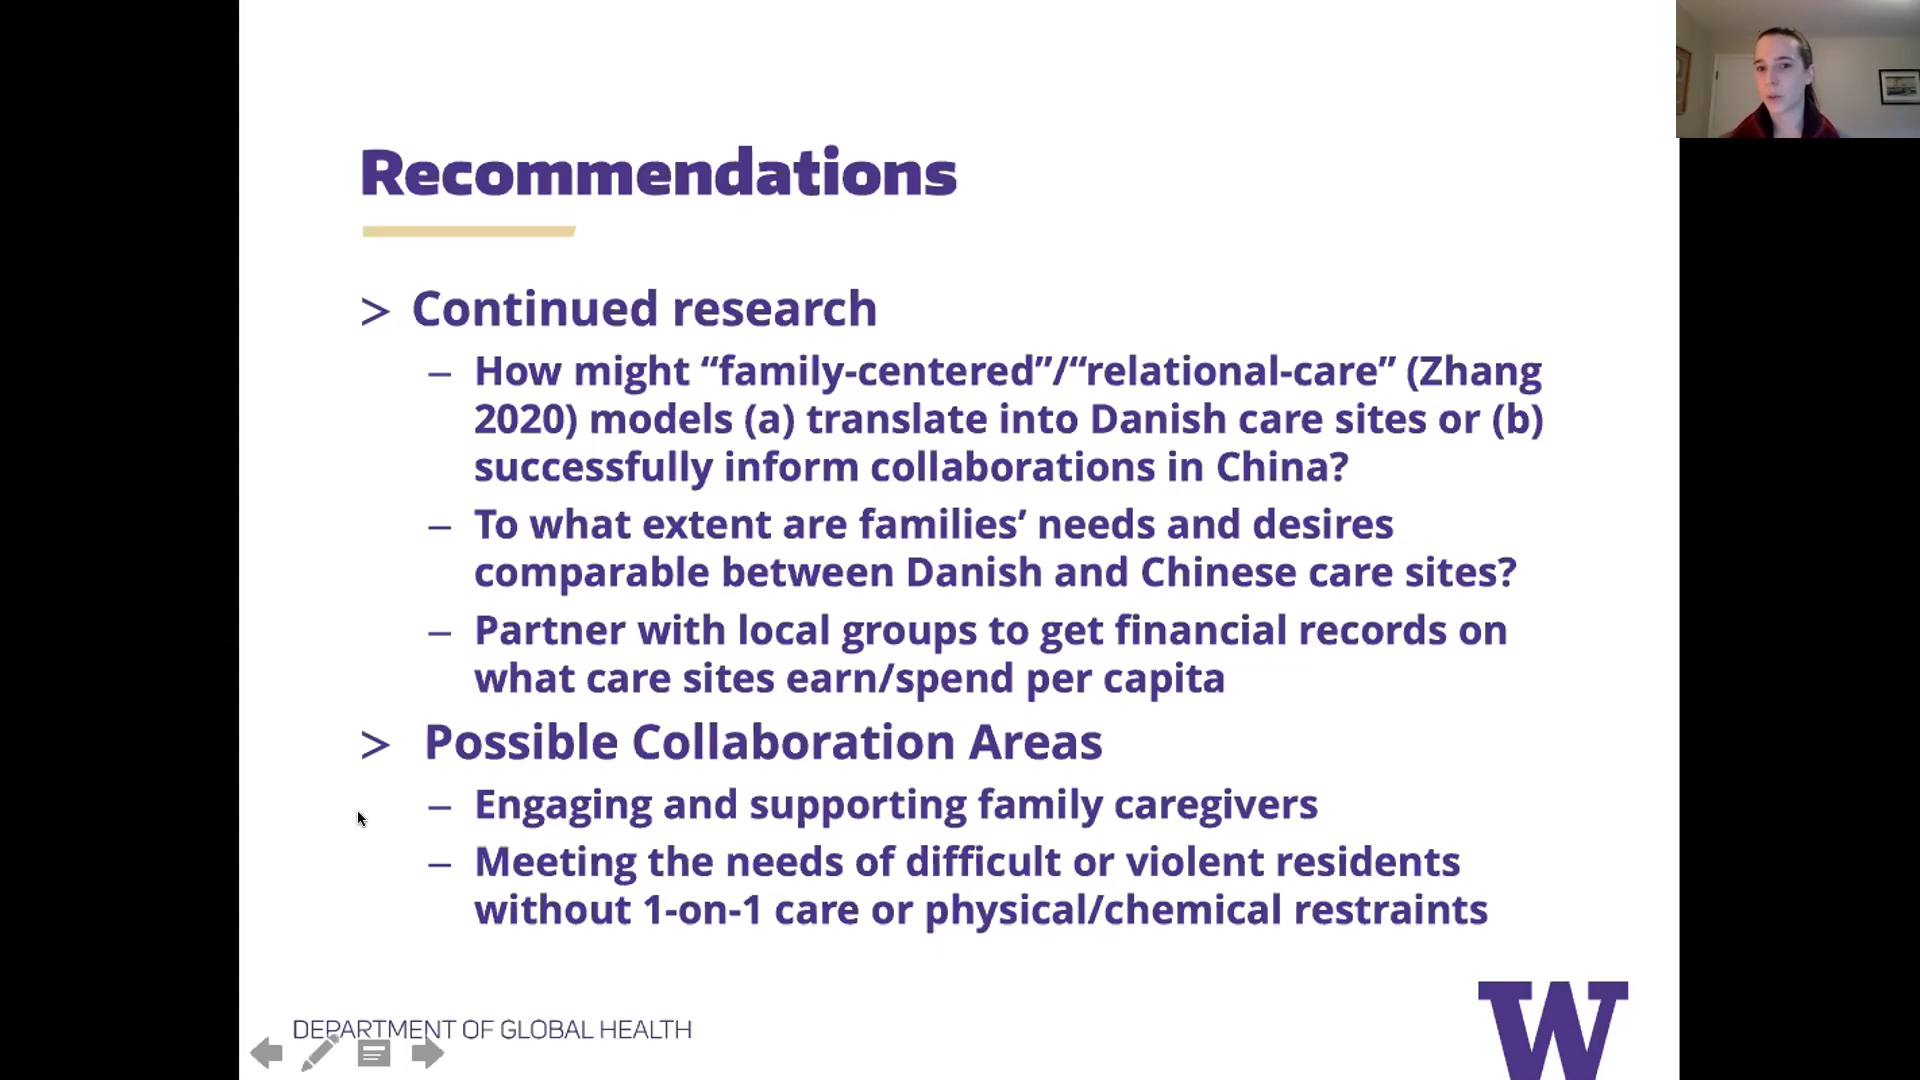 Recommendations
> Continued research
– How might “family-centered”/“relational-care” (Zhang
2020) models (a) translate into Danish care sites or (b)
successfully inform collaborations in China?
– To what extent are families’ needs and desires
comparable between Danish and Chinese care sites?
– Partner with local groups to get financial records on
what care sites earn/spend per capita
> Possible Collaboration Areas
– Engaging and supporting family caregivers
– Meeting the needs of difficult or violent residents
without 1-on-1 care or physical/chemical restraints
DEPARTMENT OF GLOBAL HEALTH
W